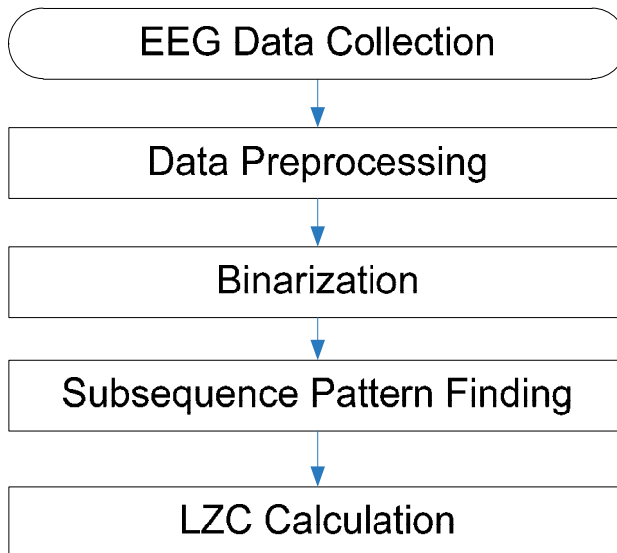 EEG Data Collection
Data Preprocessing
Binarization
Subsequence Pattern Finding
LZC Calculation